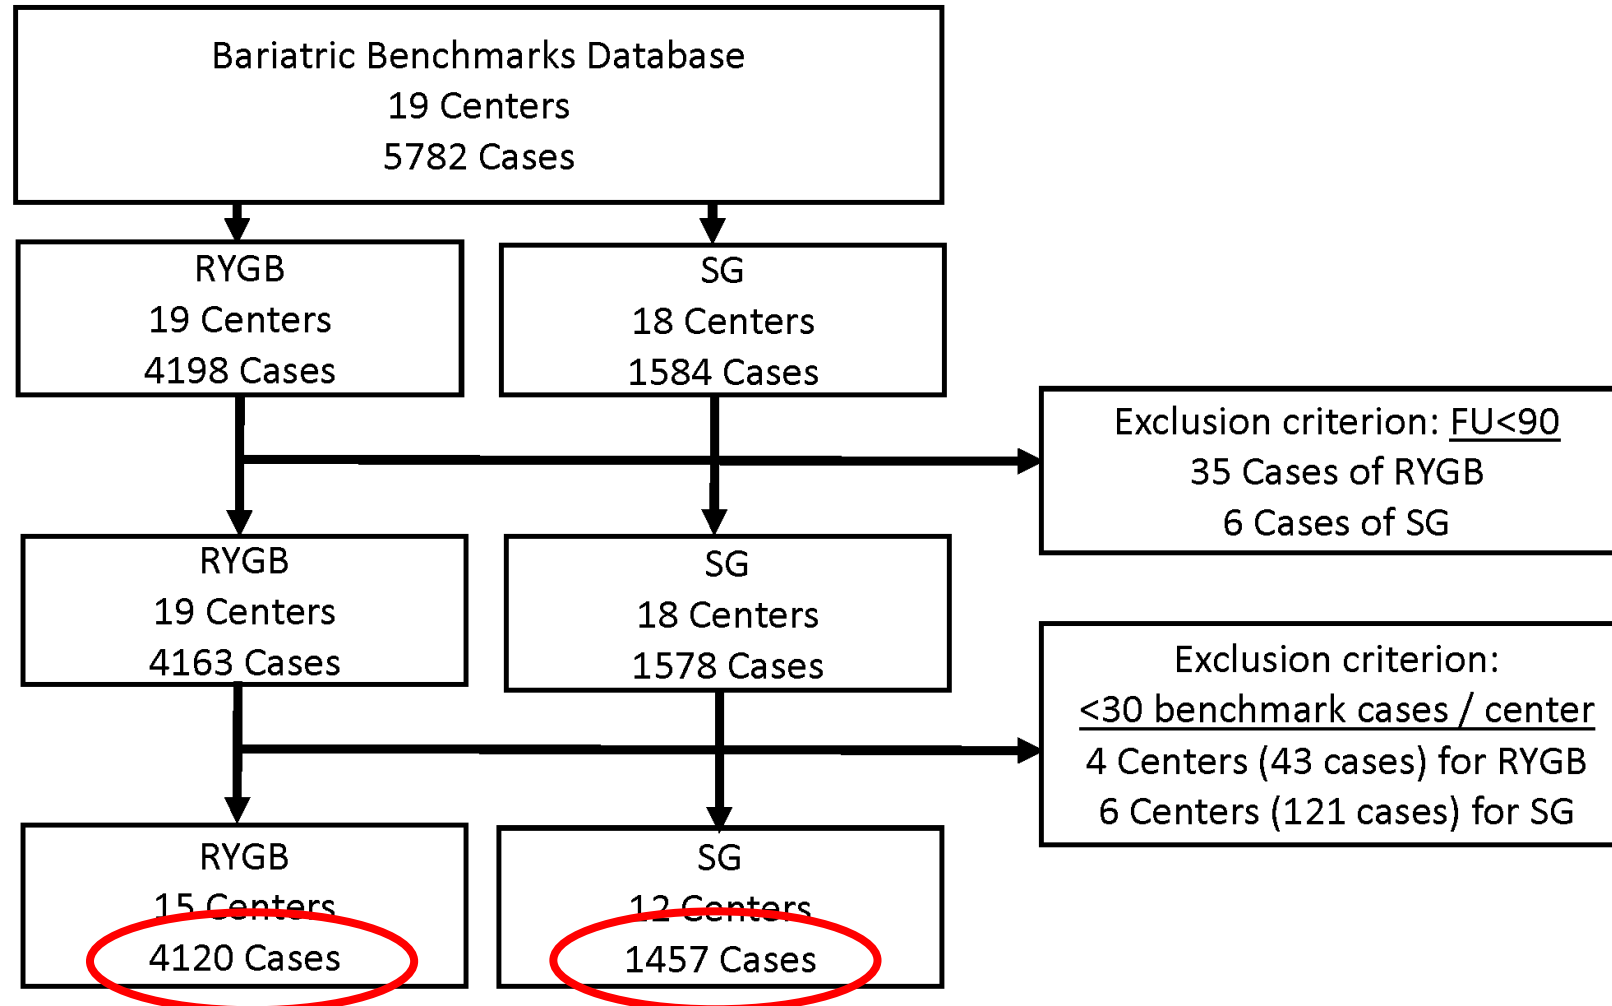 Bariatric Benchmarks Database
19 Centers
5782 Cases
RYGB
19 Centers
4198 Cases
SG
18 Centers
1584 Cases
Exclusion criterion: FU<90
35 Cases of RYGB
6 Cases of SG
RYGB
19 Centers
4163 Cases
SG
18 Centers
1578 Cases
Exclusion criterion:
<30 benchmark cases / center
4 Centers (43 cases) for RYGB
6 Centers (121 cases) for SG
RYGB
15 Centers
4120 Cases
SG
12 Centers
1457 Cases